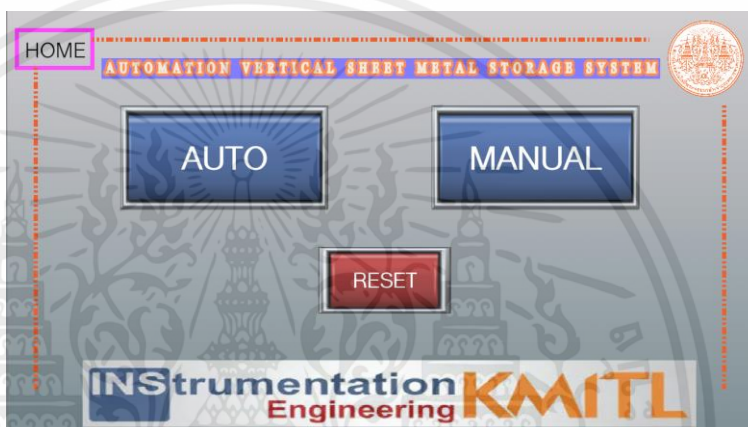 HOME
AUTOMATION VERTICAL SHEET METAL STORAGE SYSTEM
AUTO
MANUAL
RESET
INStrumentation
Engineering
KMITL